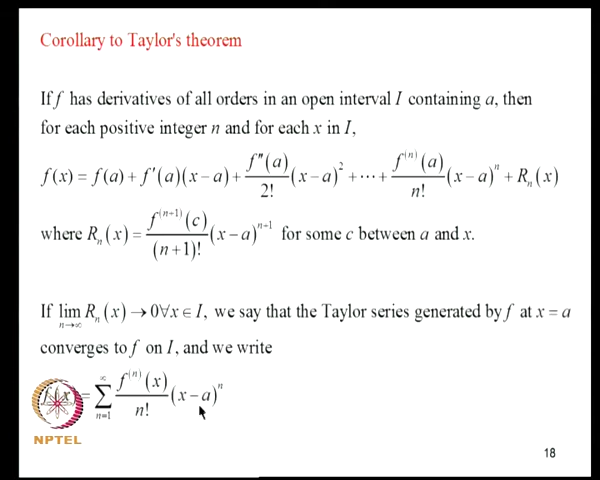 Corollary to Taylor's theorem
If f has derivatives of all orders in an open interval I containing a, then
for each positive integer n and for each x in I,
f(x) = f(a) + f'(a)(x−a) + f''(a)/2! (x−a)^2 + ⋯ + f^(n)(a)/n! (x−a)^n + R_n(x)
where R_n(x) = f^(n+1)(c)/(n+1)! (x−a)^n+1 for some c between a and x.
If lim n→∞ R_n(x) → 0∀x ∈ I, we say that the Taylor series generated by f at x = a
converges to f on I, and we write
f(x) = ∑ n=1 ∞ f^(n)(x)/n! (x−a)^n
NPTEL
18